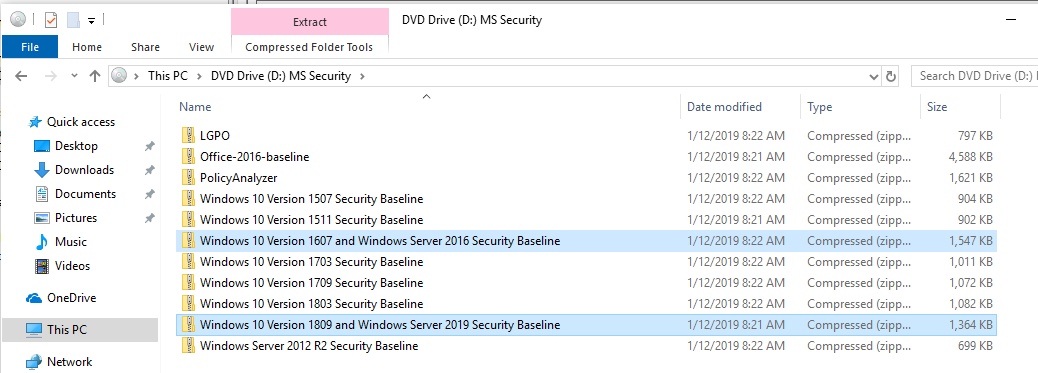 Extract DVD Drive (D:) MS Security
File Home Share View Compressed Folder Tools
This PC DVD Drive (D:) MS Security Search DVD Drive (D:)
Name Date modified Type Size
Quick access
Desktop
Downloads
Documents
Pictures
Music
Videos
OneDrive
This PC
Network
LGPO 1/12/2019 8:22 AM Compressed (zipp... 797 KB
Office-2016-baseline 1/12/2019 8:21 AM Compressed (zipp... 4,588 KB
PolicyAnalyzer 1/12/2019 8:22 AM Compressed (zipp... 1,621 KB
Windows 10 Version 1507 Security Baseline 1/12/2019 8:22 AM Compressed (zipp... 904 KB
Windows 10 Version 1511 Security Baseline 1/12/2019 8:21 AM Compressed (zipp... 902 KB
Windows 10 Version 1607 and Windows Server 2016 Security Baseline 1/12/2019 8:22 AM Compressed (zipp... 1,547 KB
Windows 10 Version 1703 Security Baseline 1/12/2019 8:22 AM Compressed (zipp... 1,011 KB
Windows 10 Version 1709 Security Baseline 1/12/2019 8:22 AM Compressed (zipp... 1,072 KB
Windows 10 Version 1803 Security Baseline 1/12/2019 8:22 AM Compressed (zipp... 1,082 KB
Windows 10 Version 1809 and Windows Server 2019 Security Baseline 1/12/2019 8:21 AM Compressed (zipp... 1,364 KB
Windows Server 2012 R2 Security Baseline 1/12/2019 8:22 AM Compressed (zipp... 699 KB